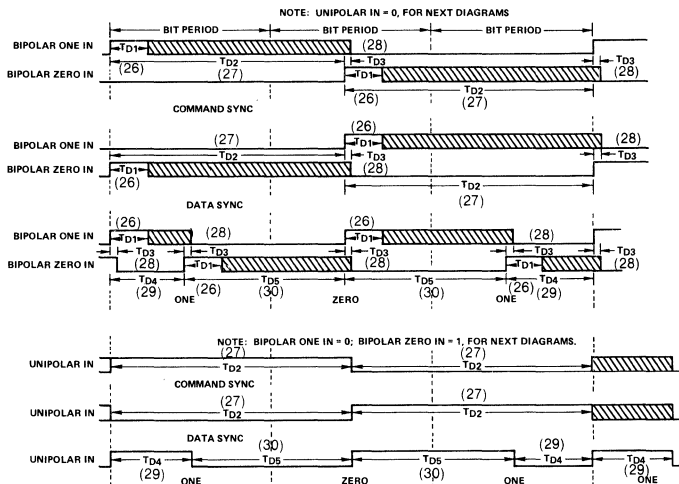 NOTE: UNIPOLAR IN = 0, FOR NEXT DIAGRAMS
BIT PERIOD BIT PERIOD BIT PERIOD
BIPOLAR ONE IN TD1 (28)
TD2 TD3 TD3
BIPOLAR ZERO IN (26) (27) TD1 (28)
(26) TD2
(27)
COMMAND SYNC
(26)
BIPOLAR ONE IN (27) TD1 (28)
TD2 TD3 TD3
BIPOLAR ZERO IN TD1 (28)
(26) TD2
(27)
DATA SYNC
(26) (28) (26) (28)
BIPOLAR ONE IN TD1 TD1
TD3 TD3 TD3 TD3 TD3
BIPOLAR ZERO IN (28) TD1 (28) TD1 (28)
TD4 TD5 TD5 TD4
(29) (26) (30) (30) (26) (29)
ONE ZERO ONE
NOTE: BIPOLAR ONE IN = 0; BIPOLAR ZERO IN = 1, FOR NEXT DIAGRAMS.
(27) (27)
UNIPOLAR IN TD2 TD2
COMMAND SYNC
(27) (27)
UNIPOLAR IN TD2 TD2
DATA SYNC
(30) (29)
UNIPOLAR IN TD4 TD5 TD5 TD4 TD4
(29) (30) (29)
ONE ZERO ONE ONE